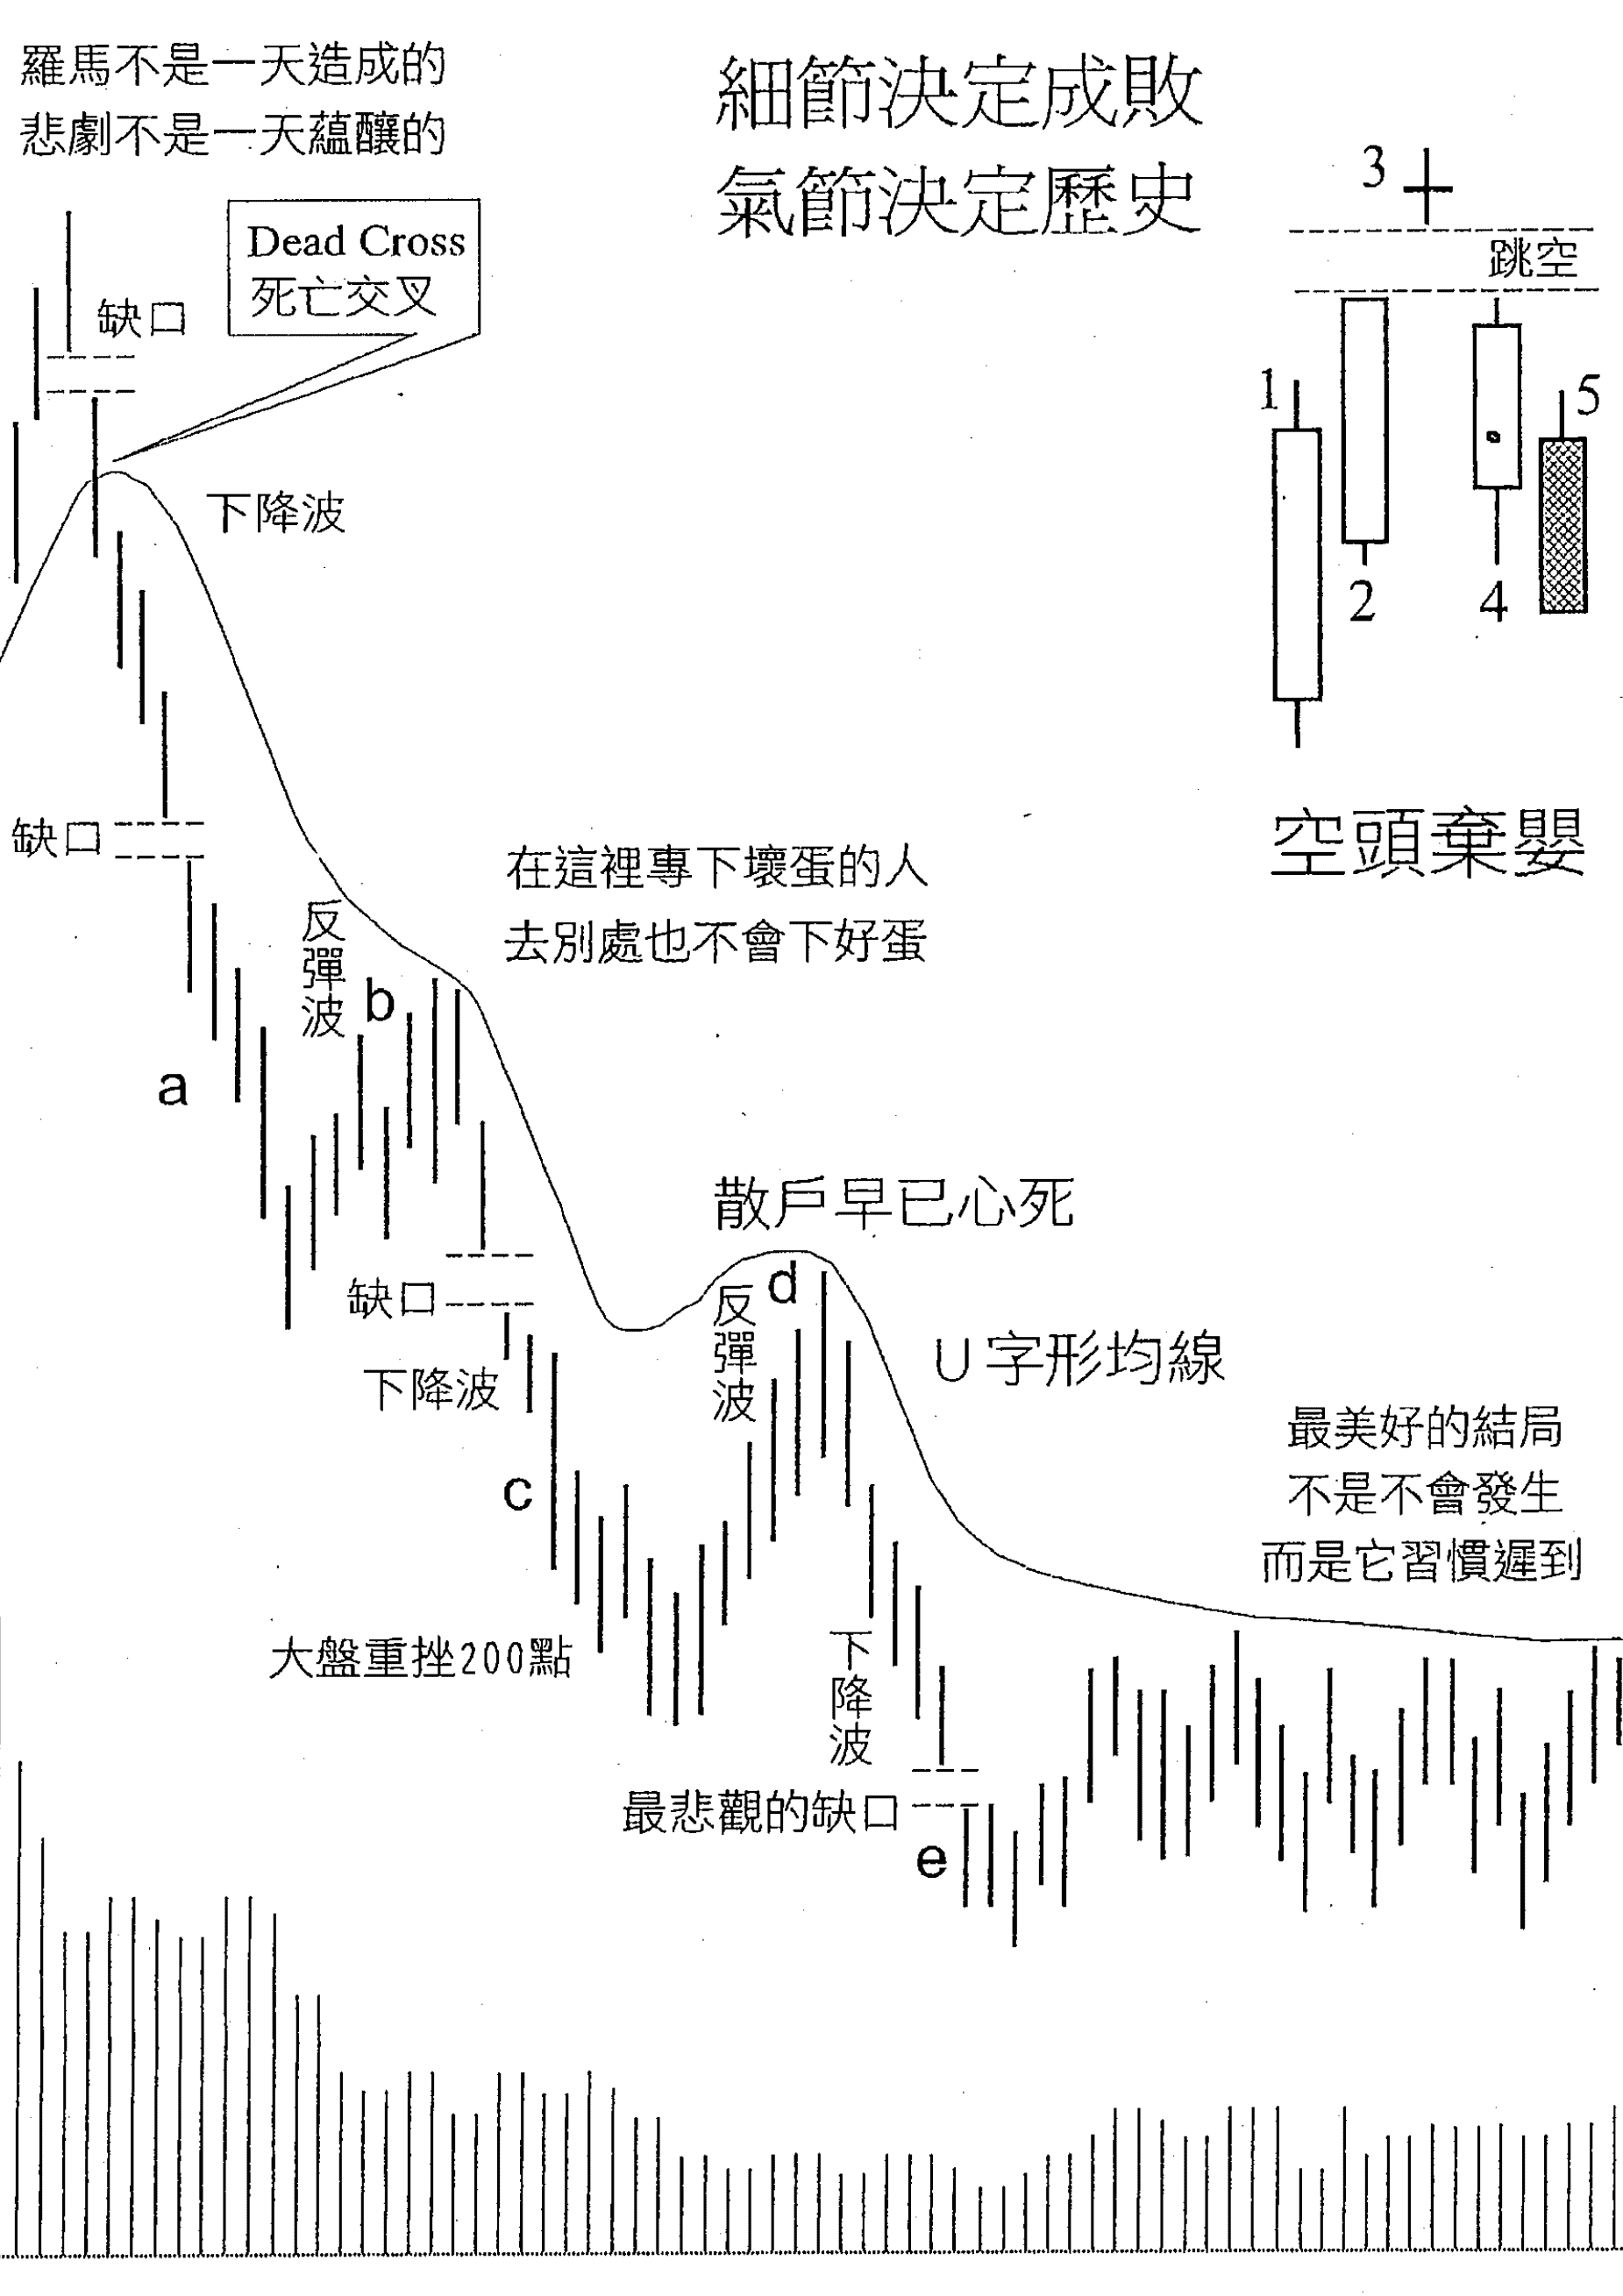 羅馬不是一天造成的
悲劇不是一天蘊釀的
細節決定成敗
氣節決定歷史
Dead Cross
死亡交叉
缺口
3
跳空
1
5
2
4
空頭棄嬰
下降波
缺口
在這裡專下壞蛋的人
去別處也不會下好蛋
反彈波
b
a
散戶早已心死
缺口
反彈波
d
下降波
U字形均線
c
最美好的結局
不是不會發生
而是它習慣遲到
大盤重挫200點
下降波
最悲觀的缺口
e